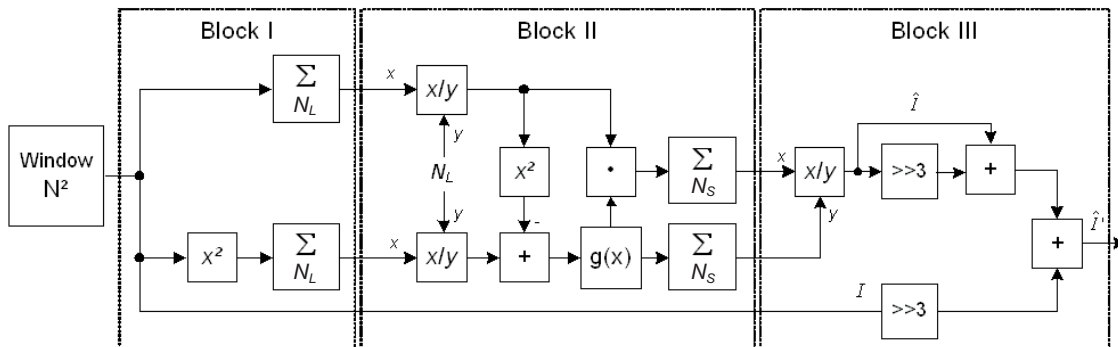 Block I
Block II
Block III
Window
N²
Σ
N_L
x
x/y
y
N_L
y
x²
-
·
Σ
N_S
x
x/y
y
Î
>>3
+
+
Î'
x²
Σ
N_L
x
x/y
+
g(x)
Σ
N_S
I
>>3